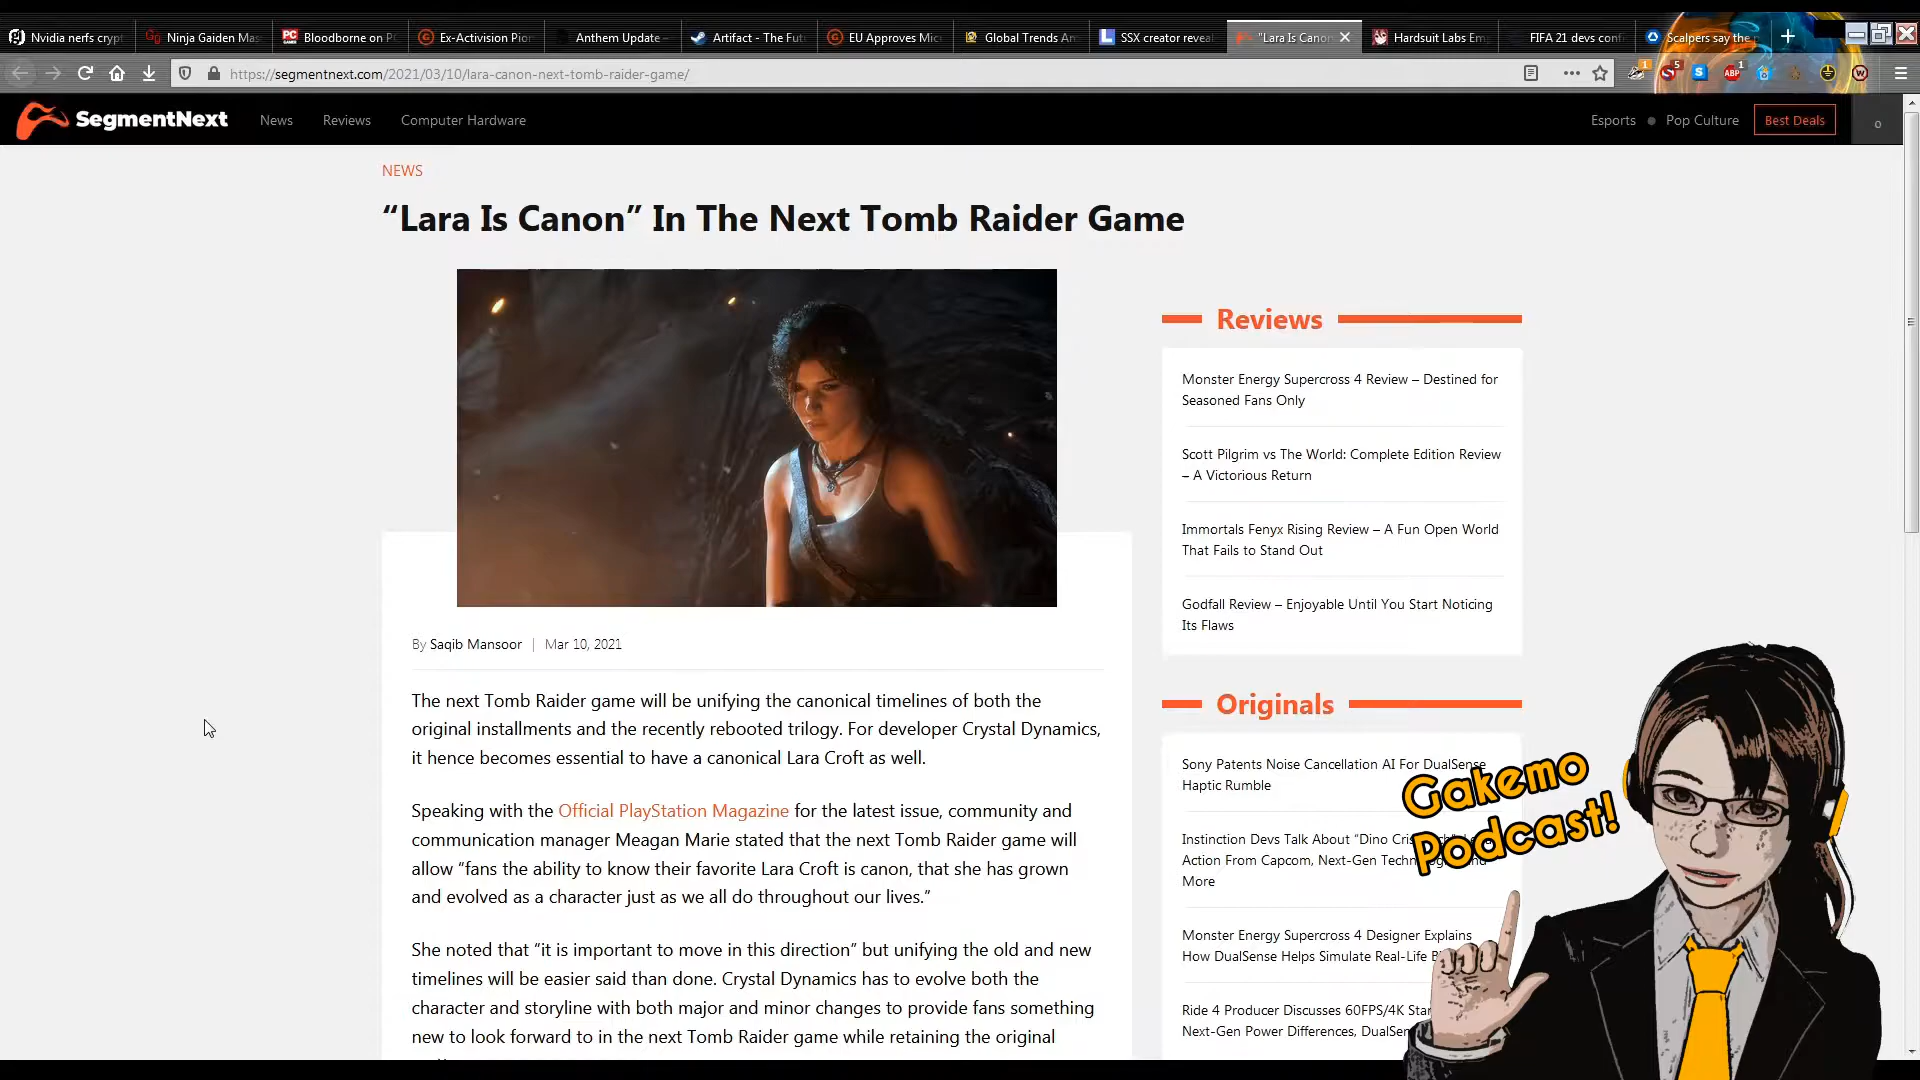 Nvidia nerfs crypt
Ninja Gaiden Mas
Bloodborne on PC
Ex-Activision Pion
Anthem Update –
Artifact - The Futu
EU Approves Micr
Global Trends An
SSX creator reveal
"Lara Is Canon
Hardsuit Labs Emp
FIFA 21 devs conf
Scalpers say the
https://segmentnext.com/2021/03/10/lara-canon-next-tomb-raider-game/
SegmentNext
News
Reviews
Computer Hardware
Esports
Pop Culture
Best Deals
NEWS
“Lara Is Canon” In The Next Tomb Raider Game
By Saqib Mansoor | Mar 10, 2021
The next Tomb Raider game will be unifying the canonical timelines of both the
original installments and the recently rebooted trilogy. For developer Crystal Dynamics,
it hence becomes essential to have a canonical Lara Croft as well.
Speaking with the Official PlayStation Magazine for the latest issue, community and
communication manager Meagan Marie stated that the next Tomb Raider game will
allow “fans the ability to know their favorite Lara Croft is canon, that she has grown
and evolved as a character just as we all do throughout our lives.”
She noted that “it is important to move in this direction” but unifying the old and new
timelines will be easier said than done. Crystal Dynamics has to evolve both the
character and storyline with both major and minor changes to provide fans something
new to look forward to in the next Tomb Raider game while retaining the original
Reviews
Monster Energy Supercross 4 Review – Destined for
Seasoned Fans Only
Scott Pilgrim vs The World: Complete Edition Review
– A Victorious Return
Immortals Fenyx Rising Review – A Fun Open World
That Fails to Stand Out
Godfall Review – Enjoyable Until You Start Noticing
Its Flaws
Originals
Sony Patents Noise Cancellation AI For DualSense
Haptic Rumble
Instinction Devs Talk About “Dino
Action From Capcom, Next-Gen
More
Monster Energy Supercross 4 Designer Explains
How DualSense Helps Simulate Real-Life
Ride 4 Producer Discusses 60FPS/4K
Next-Gen Power Differences,
Gakemo
Podcast!